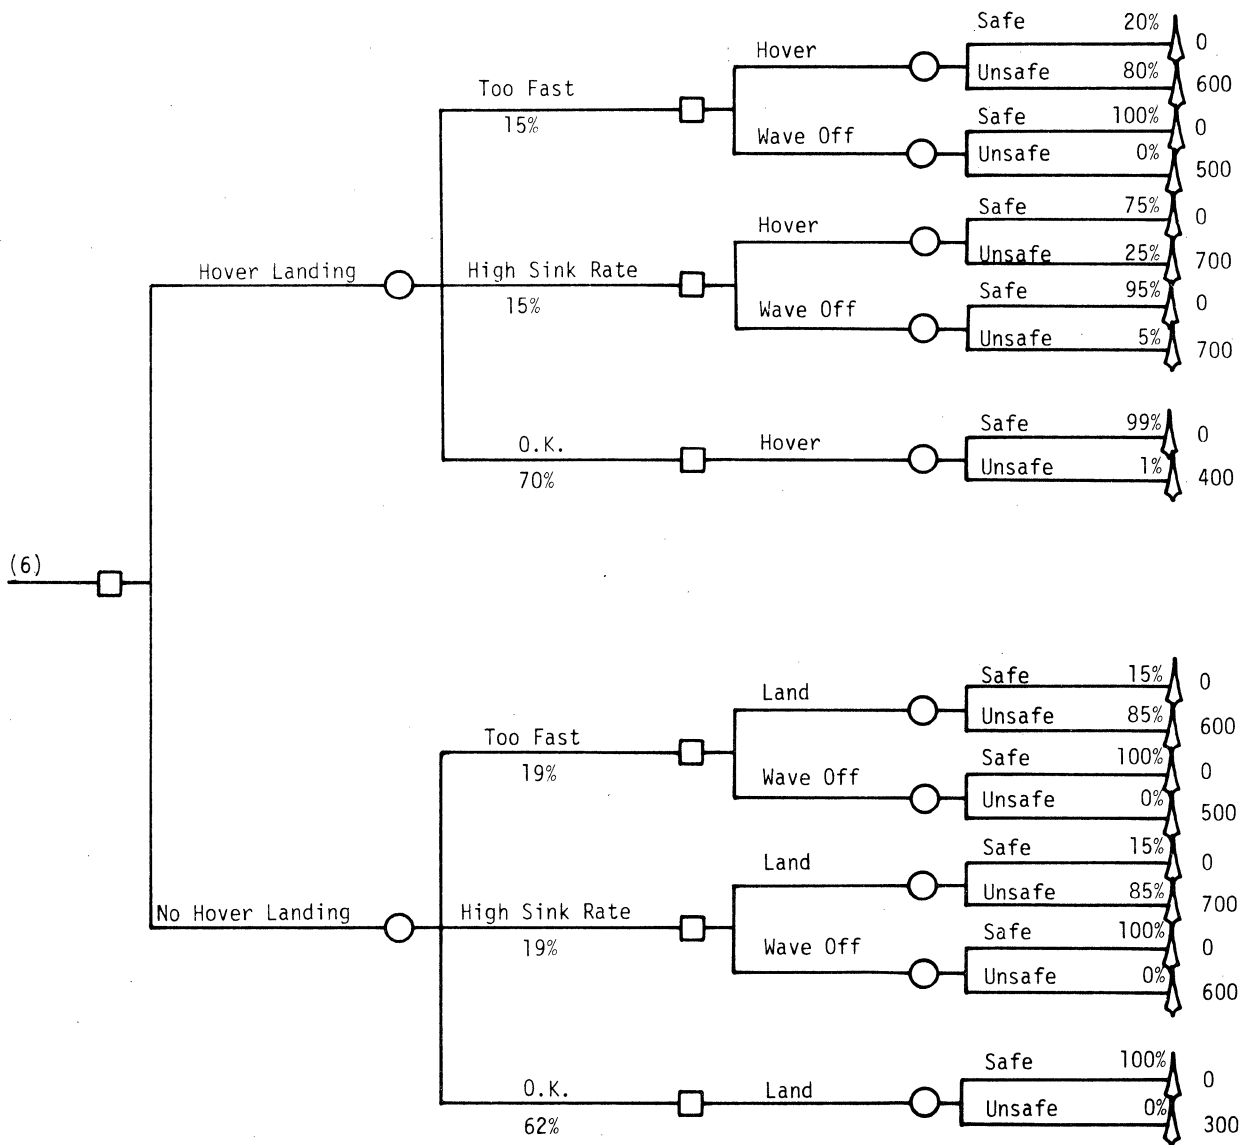 Safe 20%
0
Hover
Unsafe 80%
600
Too Fast
15%
Safe 100%
0
Wave Off
Unsafe 0%
500
Safe 75%
0
Hover
Unsafe 25%
700
Hover Landing
High Sink Rate
15%
Safe 95%
0
Wave Off
Unsafe 5%
700
Safe 99%
0
O.K.
70%
Hover
Unsafe 1%
400
(6)
Safe 15%
0
Land
Unsafe 85%
600
Too Fast
19%
Safe 100%
0
Wave Off
Unsafe 0%
500
Safe 15%
0
Land
Unsafe 85%
700
No Hover Landing
High Sink Rate
19%
Safe 100%
0
Wave Off
Unsafe 0%
600
Safe 100%
0
O.K.
62%
Land
Unsafe 0%
300